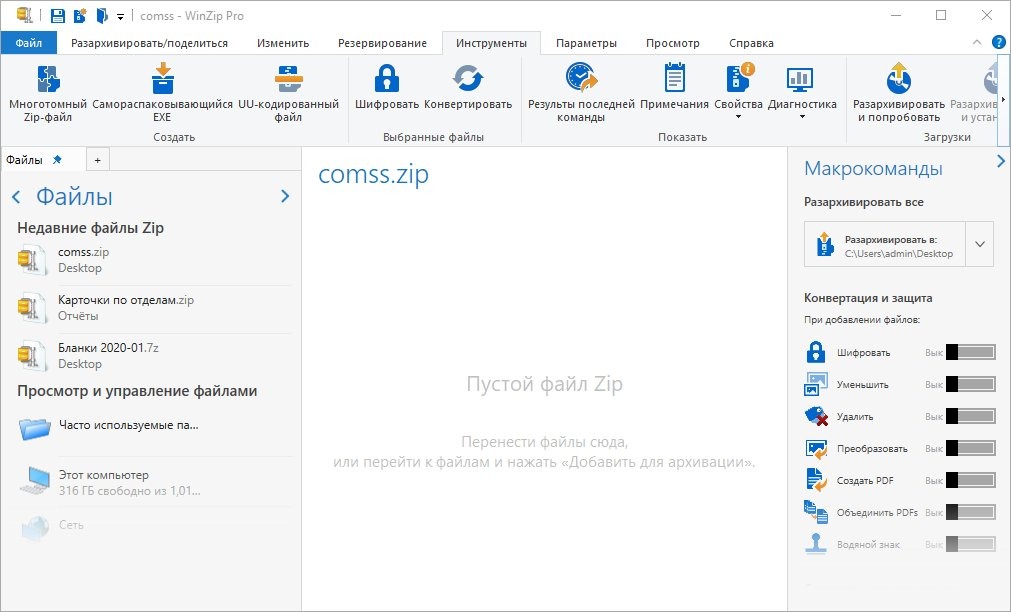 comss - WinZip Pro
Файл Разархивировать/поделиться Изменить Резервирование Инструменты Параметры Просмотр Справка
Многотомный Zip-файл
Самораспаковывающийся EXE
UU-кодированный файл
Создать
Шифровать
Конвертировать
Выбранные файлы
Результы последней команды
Примечания
Свойства
Диагностика
Показать
Разархивировать и попробовать
Загрузки
Файлы
+
Файлы
Недавние файлы Zip
comss.zip
Desktop
Карточки по отделам.zip
Отчёты
Бланки 2020-01.7z
Desktop
Просмотр и управление файлами
Часто используемые па...
Этот компьютер
316 ГБ свободно из 1,01...
Сеть
comss.zip
Пустой файл Zip
Перенести файлы сюда,
или перейти к файлам и нажать «Добавить для архивации».
Макрокоманды
Разархивировать все
Разархивировать в:
C:\Users\admin\Desktop
Конвертация и защита
При добавлении файлов:
Шифровать Вык
Уменьшить Вык
Удалить Вык
Преобразовать Вык
Создать PDF Вык
Объединить PDFs Вык
Водяной знак Вык